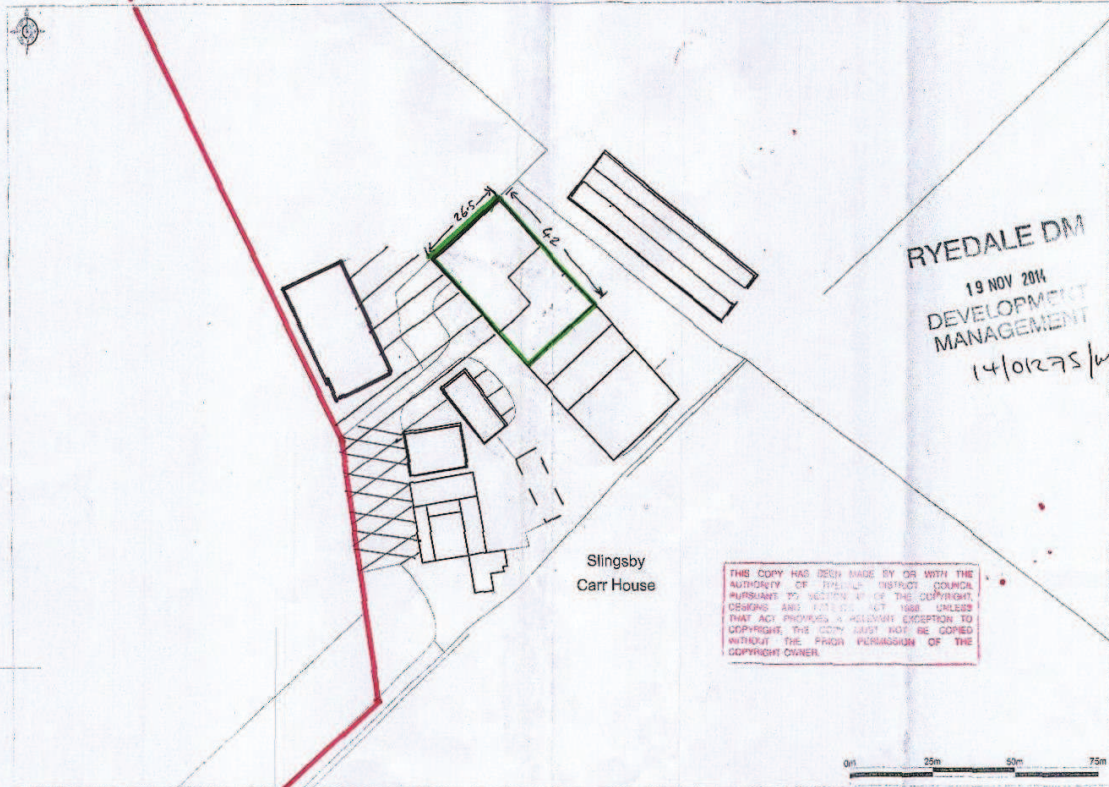 26.5
42
RYEDALE DM
19 NOV 2014
DEVELOPMENT
MANAGEMENT
14/01275/
Slingsby
Carr House
THIS COPY HAS BEEN MADE BY OR WITH THE
AUTHORITY OF RYEDALE DISTRICT COUNCIL
PURSUANT TO SECTION OF THE COPYRIGHT,
DESIGNS AND ACT 1988 UNLESS
THAT ACT PROVIDES A RELEVANT EXCEPTION TO
COPYRIGHT, THE COPY MUST NOT BE COPIED
WITHOUT THE PRIOR PERMISSION OF THE
COPYRIGHT OWNER.
0m 25m 50m 75m